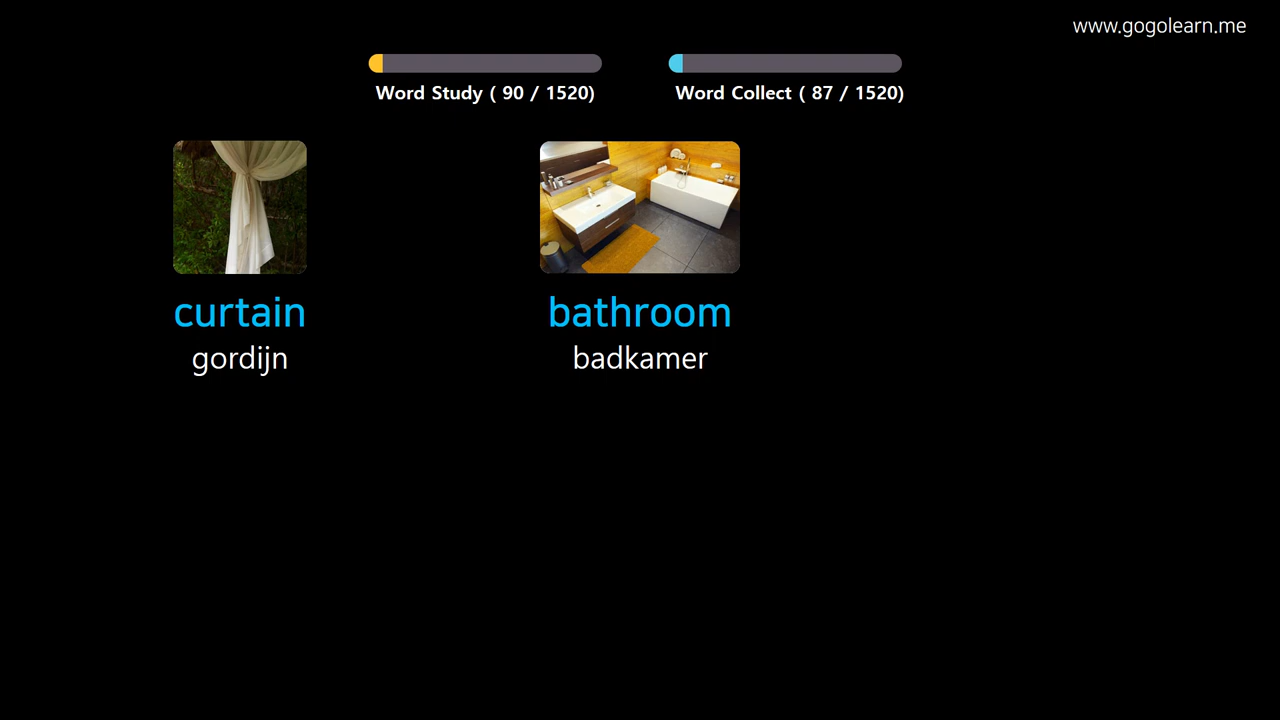 www.gogolearn.me
Word Study ( 90 / 1520)
Word Collect ( 87 / 1520)
curtain
gordijn
bathroom
badkamer